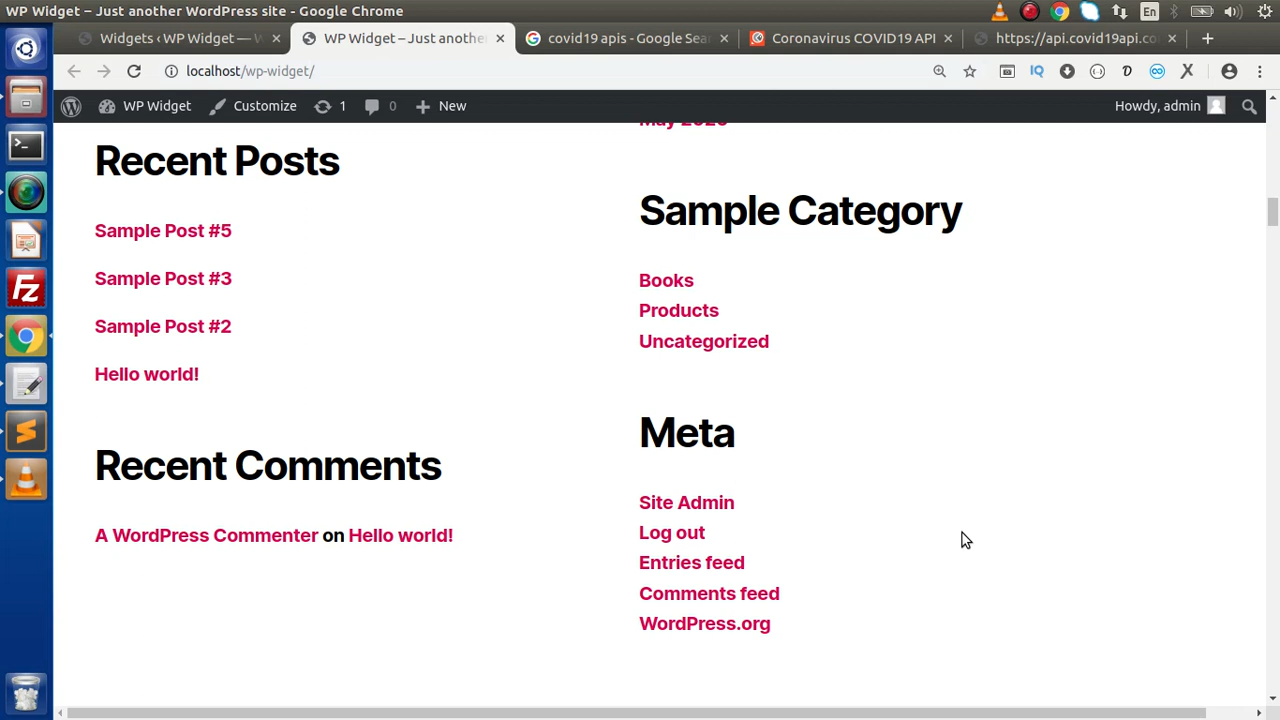 WP Widget – Just another WordPress site - Google Chrome
En
Widgets ‹ WP Widget — W
WP Widget – Just anothe
covid19 apis - Google Sear
Coronavirus COVID19 API
https://api.covid19api.co
localhost/wp-widget/
WP Widget
Customize
1
0
New
Howdy, admin
May 2020
Recent Posts
Sample Post #5
Sample Post #3
Sample Post #2
Hello world!
Recent Comments
A WordPress Commenter on Hello world!
Sample Category
Books
Products
Uncategorized
Meta
Site Admin
Log out
Entries feed
Comments feed
WordPress.org